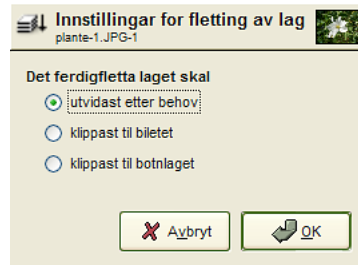 Innstillingar for fletting av lag
plante-1.JPG-1
Det ferdigfletta laget skal
utvidast etter behov
klippast til biletet
klippast til botnlaget
Avbryt
OK